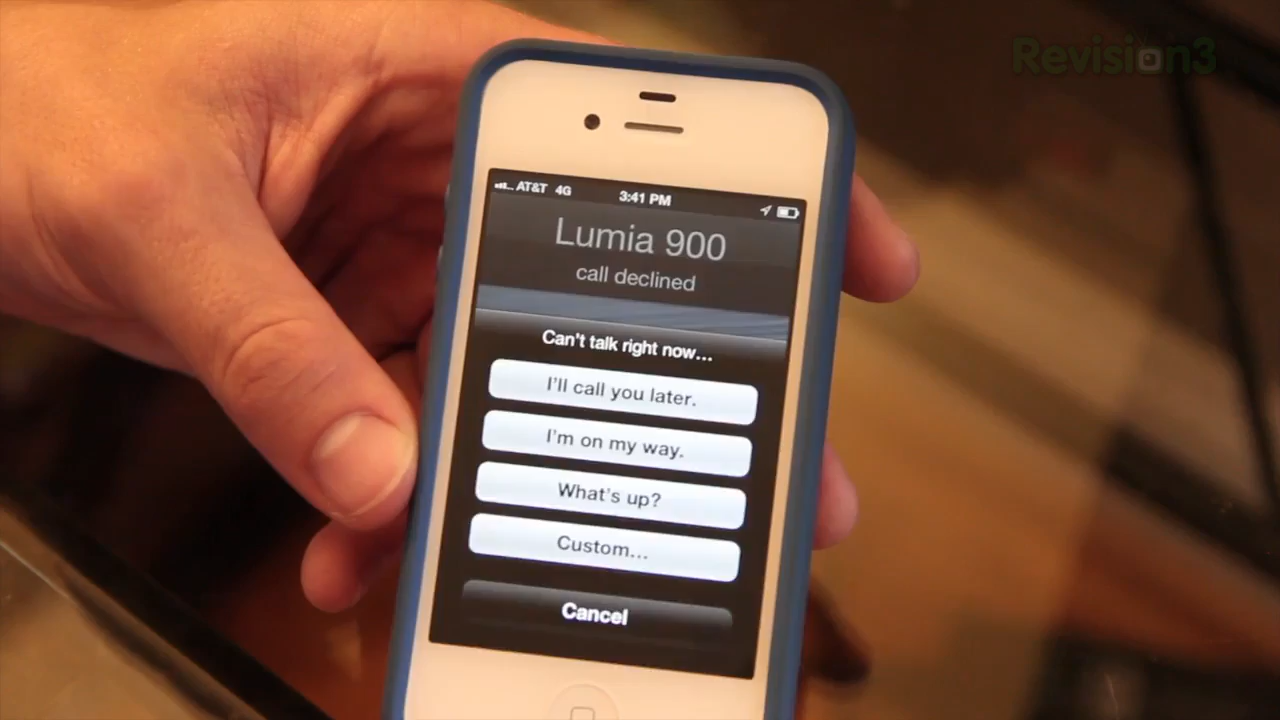 Revision3
AT&T 4G 3:41 PM
Lumia 900
call declined
Can't talk right now...
I'll call you later.
I'm on my way.
What's up?
Custom...
Cancel